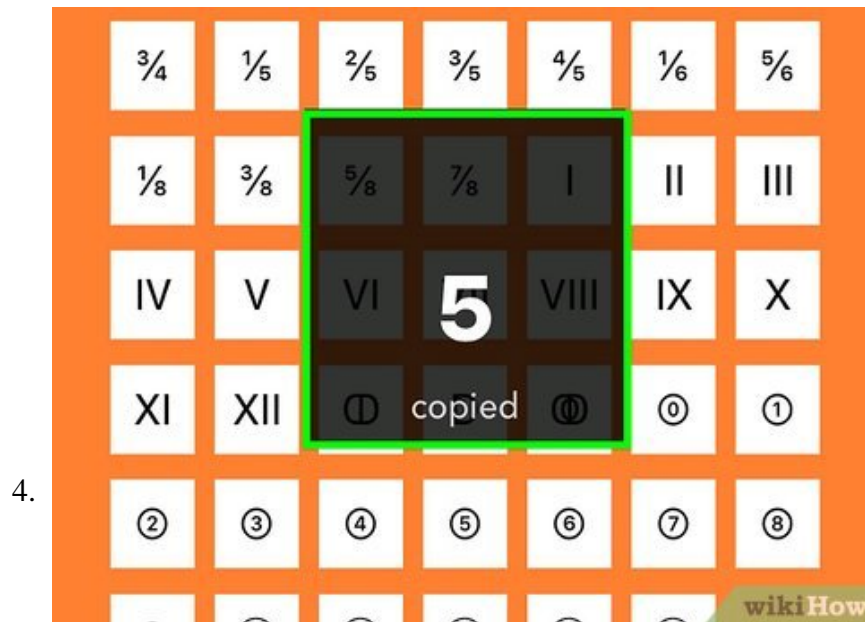 ¾ ⅕ ⅖ ⅗ ⅘ ⅙ ⅚
⅛ ⅜ ⅝ ⅞ Ⅰ Ⅱ Ⅲ
Ⅳ Ⅴ Ⅵ Ⅷ Ⅸ Ⅹ
5
Ⅺ Ⅻ ↀ copied ↂ ⓪ ①
4.
② ③ ④ ⑤ ⑥ ⑦ ⑧
wikiHow